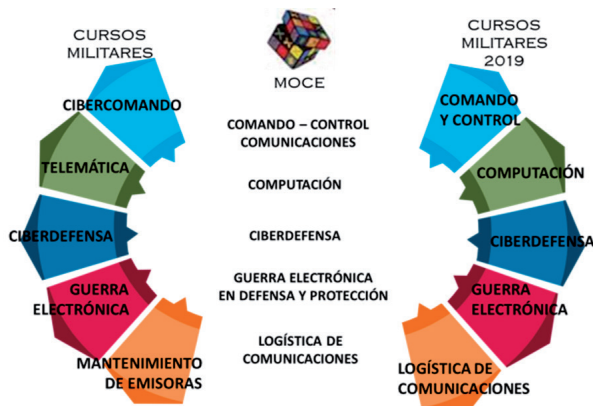 CURSOS
MILITARES
CIBERCOMANDO
TELEMÁTICA
CIBERDEFENSA
GUERRA
ELECTRÓNICA
MANTENIMIENTO
DE EMISORAS
MOCE
COMANDO – CONTROL
COMUNICACIONES
COMPUTACIÓN
CIBERDEFENSA
GUERRA ELECTRÓNICA
EN DEFENSA Y PROTECCIÓN
LOGÍSTICA DE
COMUNICACIONES
CURSOS
MILITARES
2019
COMANDO
Y CONTROL
COMPUTACIÓN
CIBERDEFENSA
GUERRA
ELECTRÓNICA
LOGÍSTICA DE
COMUNICACIONES